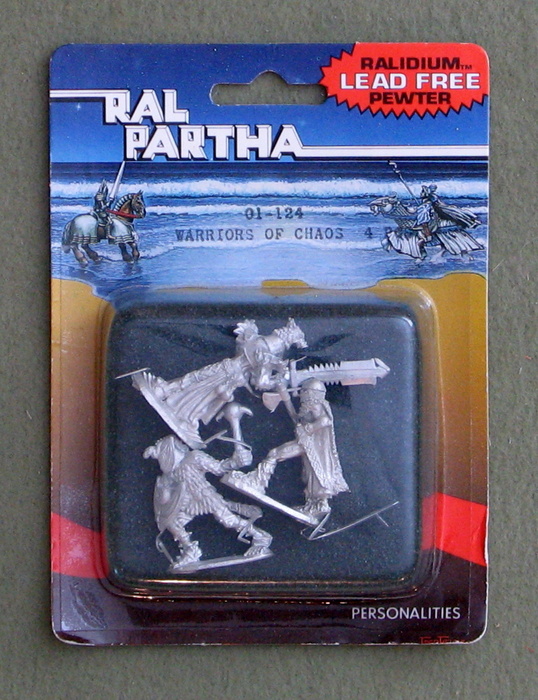 RALIDIUM™
LEAD FREE
PEWTER
RAL
PARTHA
01-124
WARRIORS OF CHAOS 4
PERSONALITIES